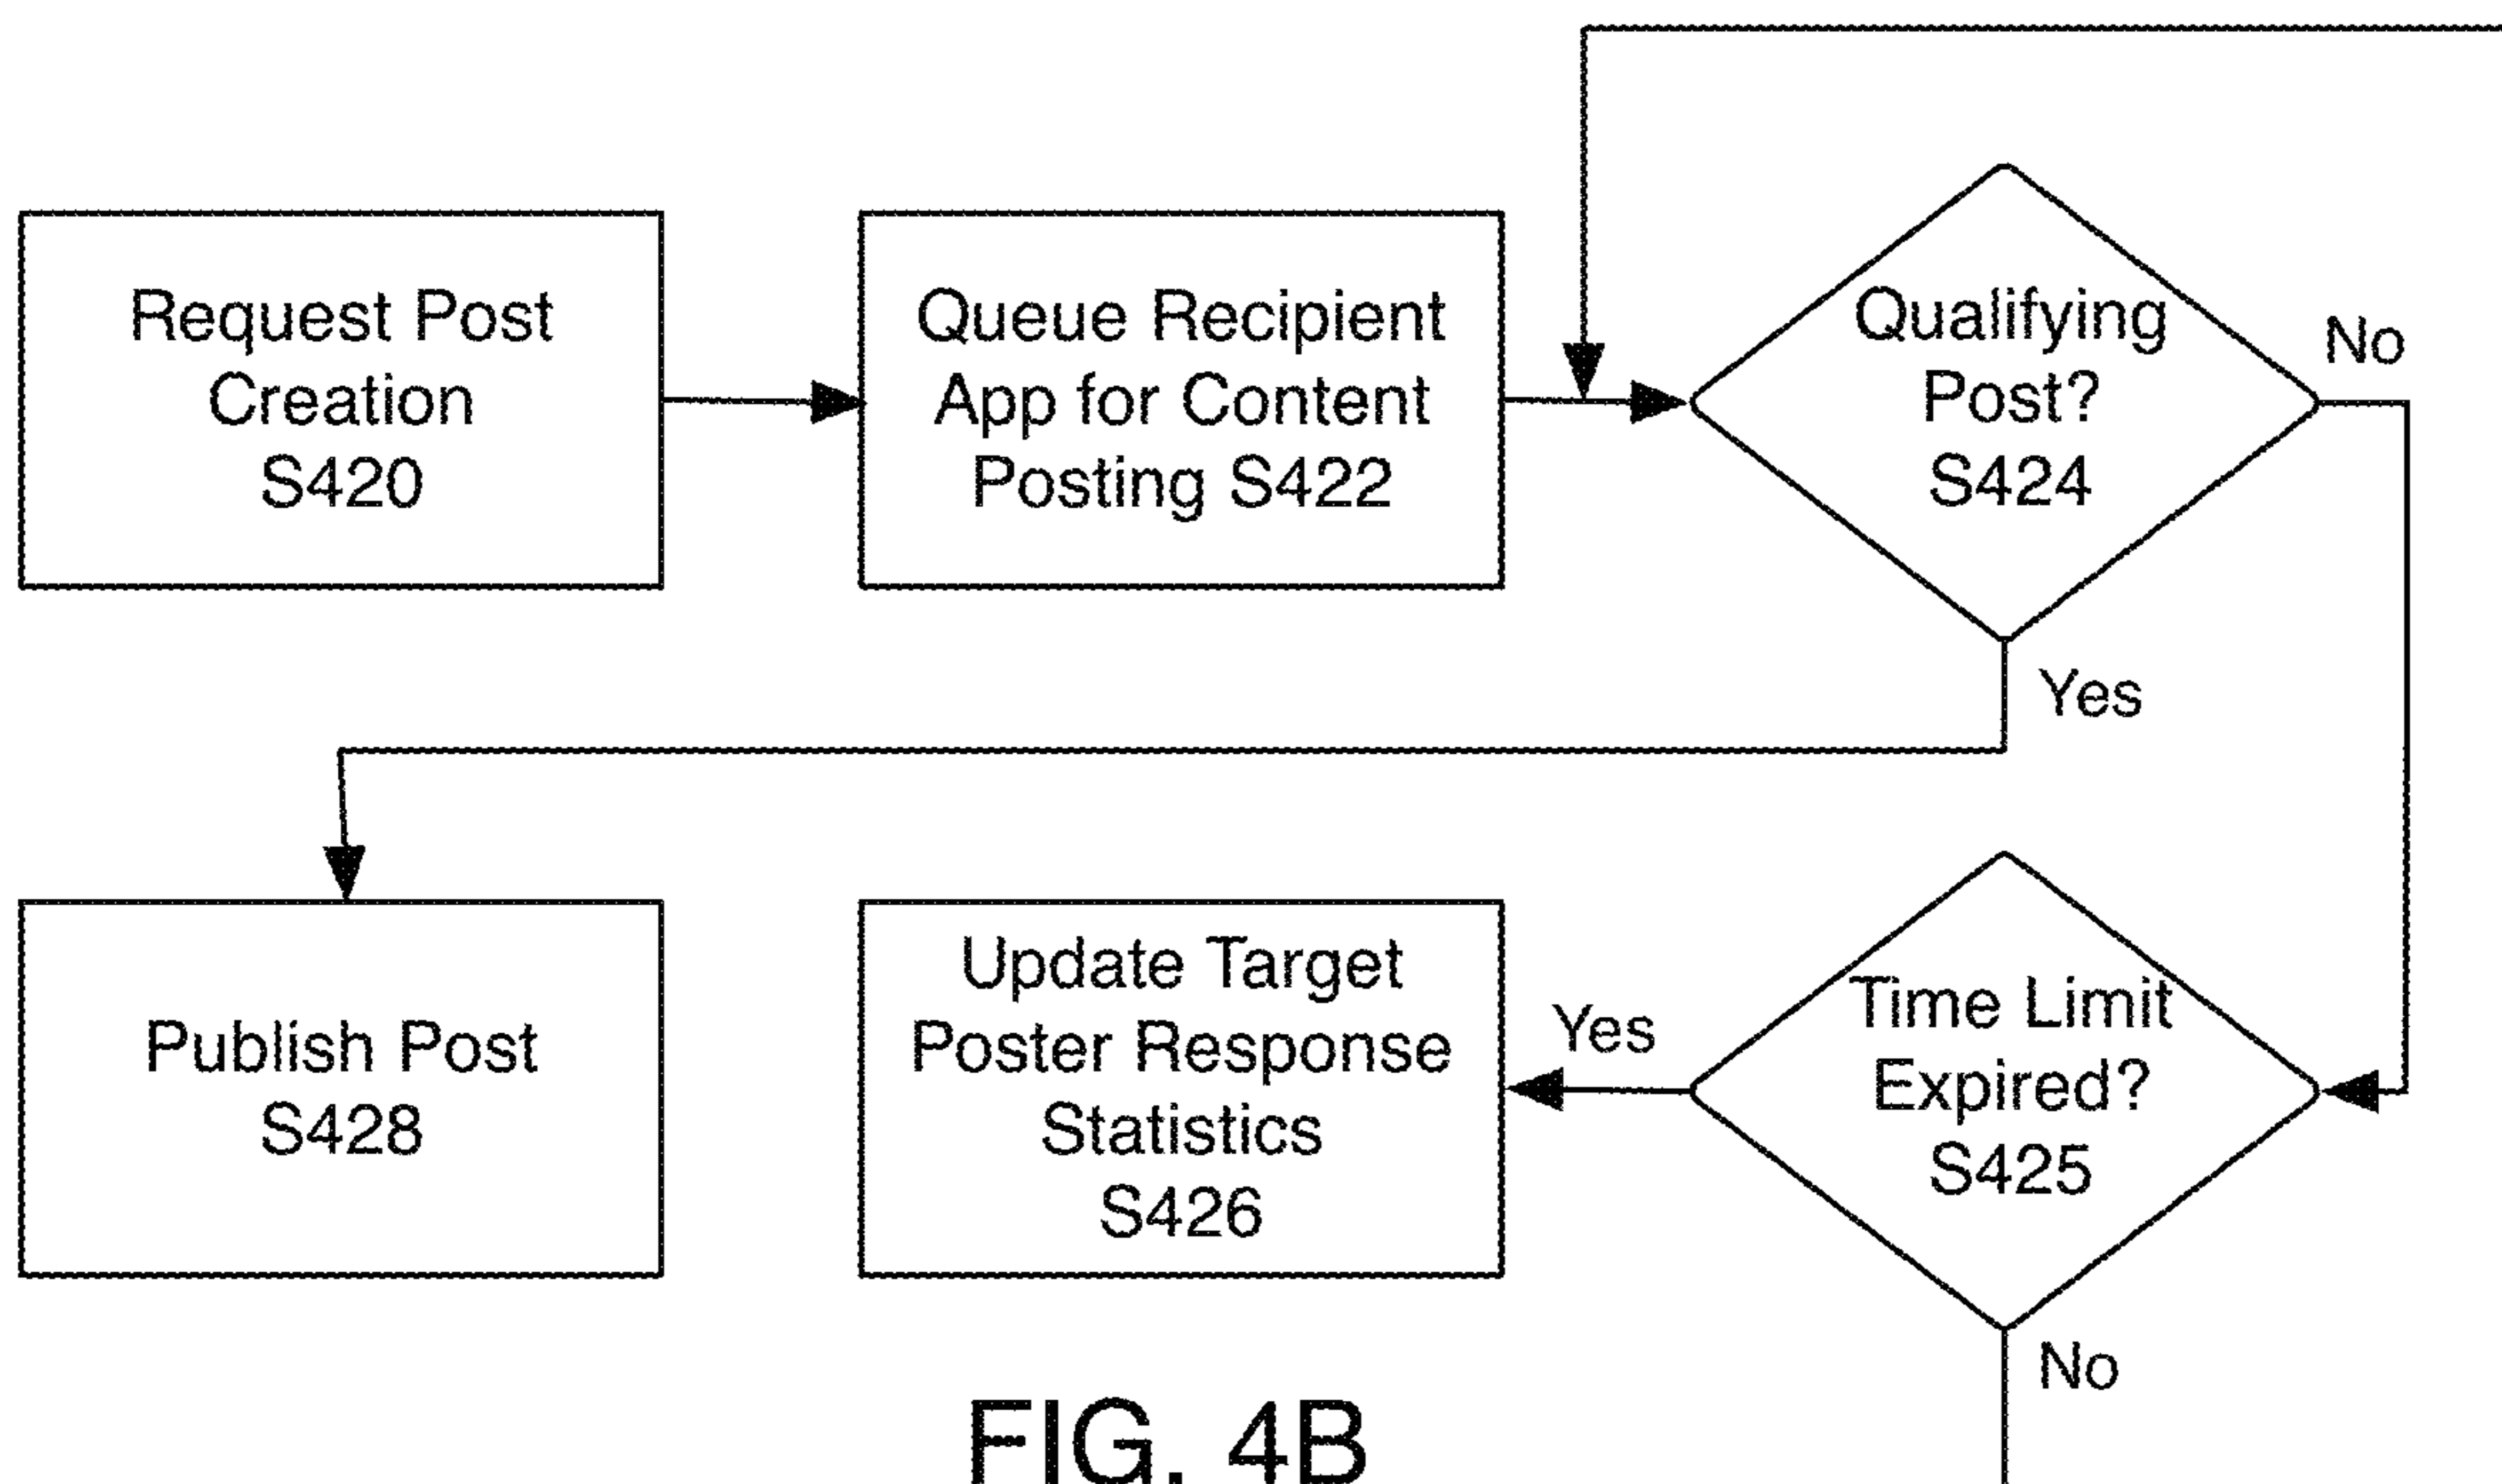 Request Post
Creation
S420
Queue Recipient
App for Content
Posting S422
Qualifying
Post?
S424
No
Yes
Publish Post
S428
Update Target
Poster Response
Statistics
S426
Yes
Time Limit
Expired?
S425
No
FIG. 4B